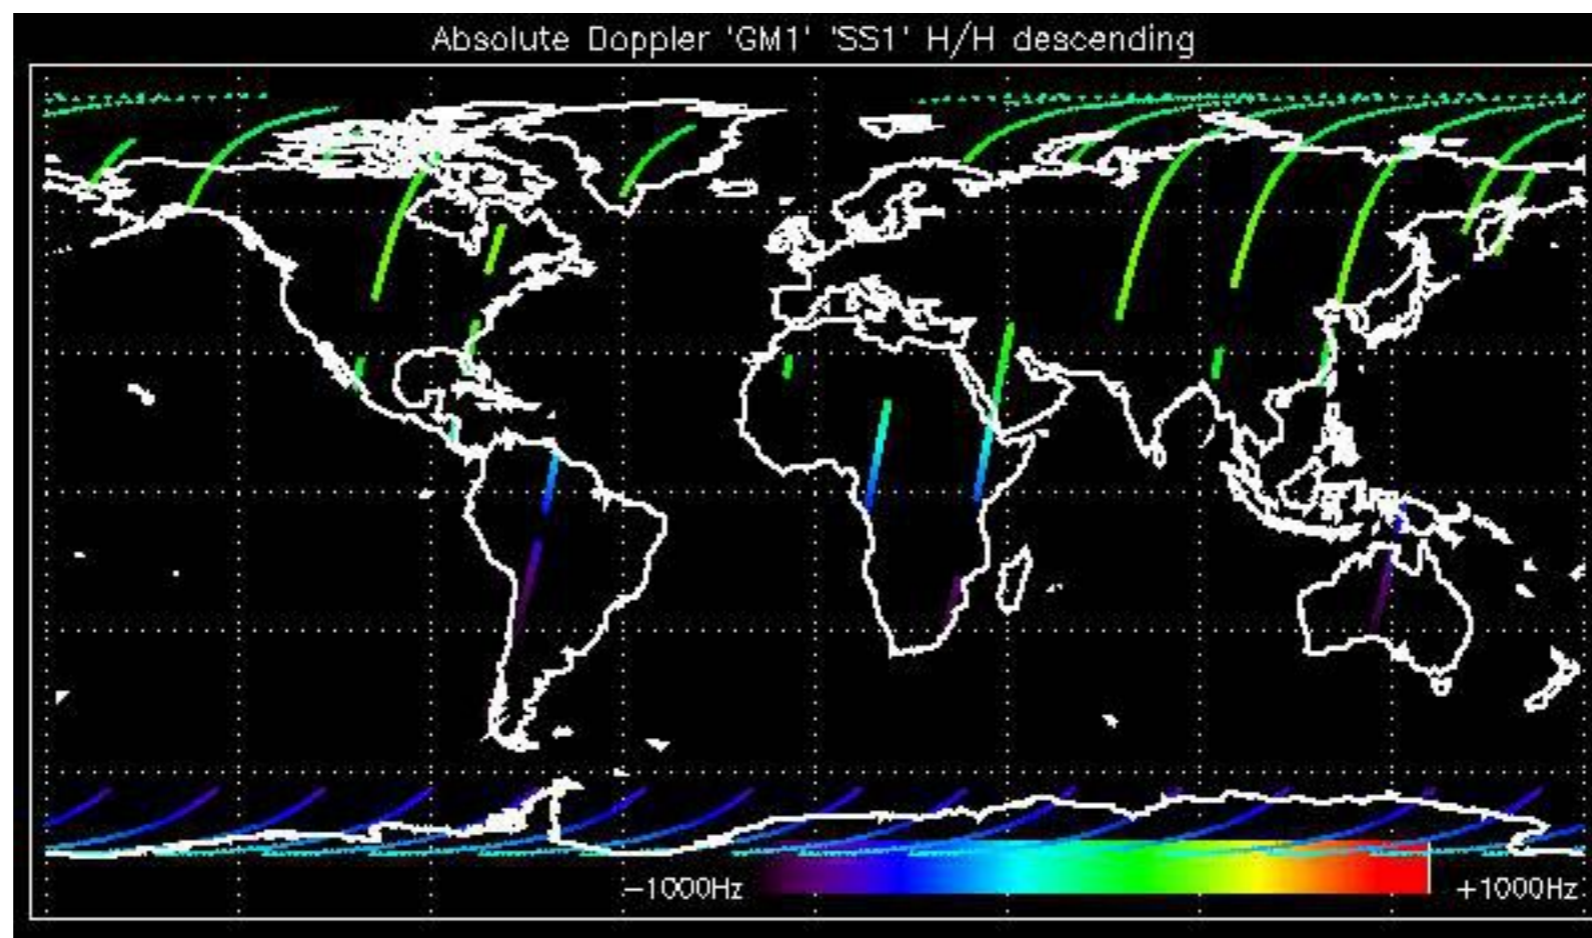 Absolute Doppler 'GM1' 'SS1' H/H descending
−1000Hz
+1000Hz